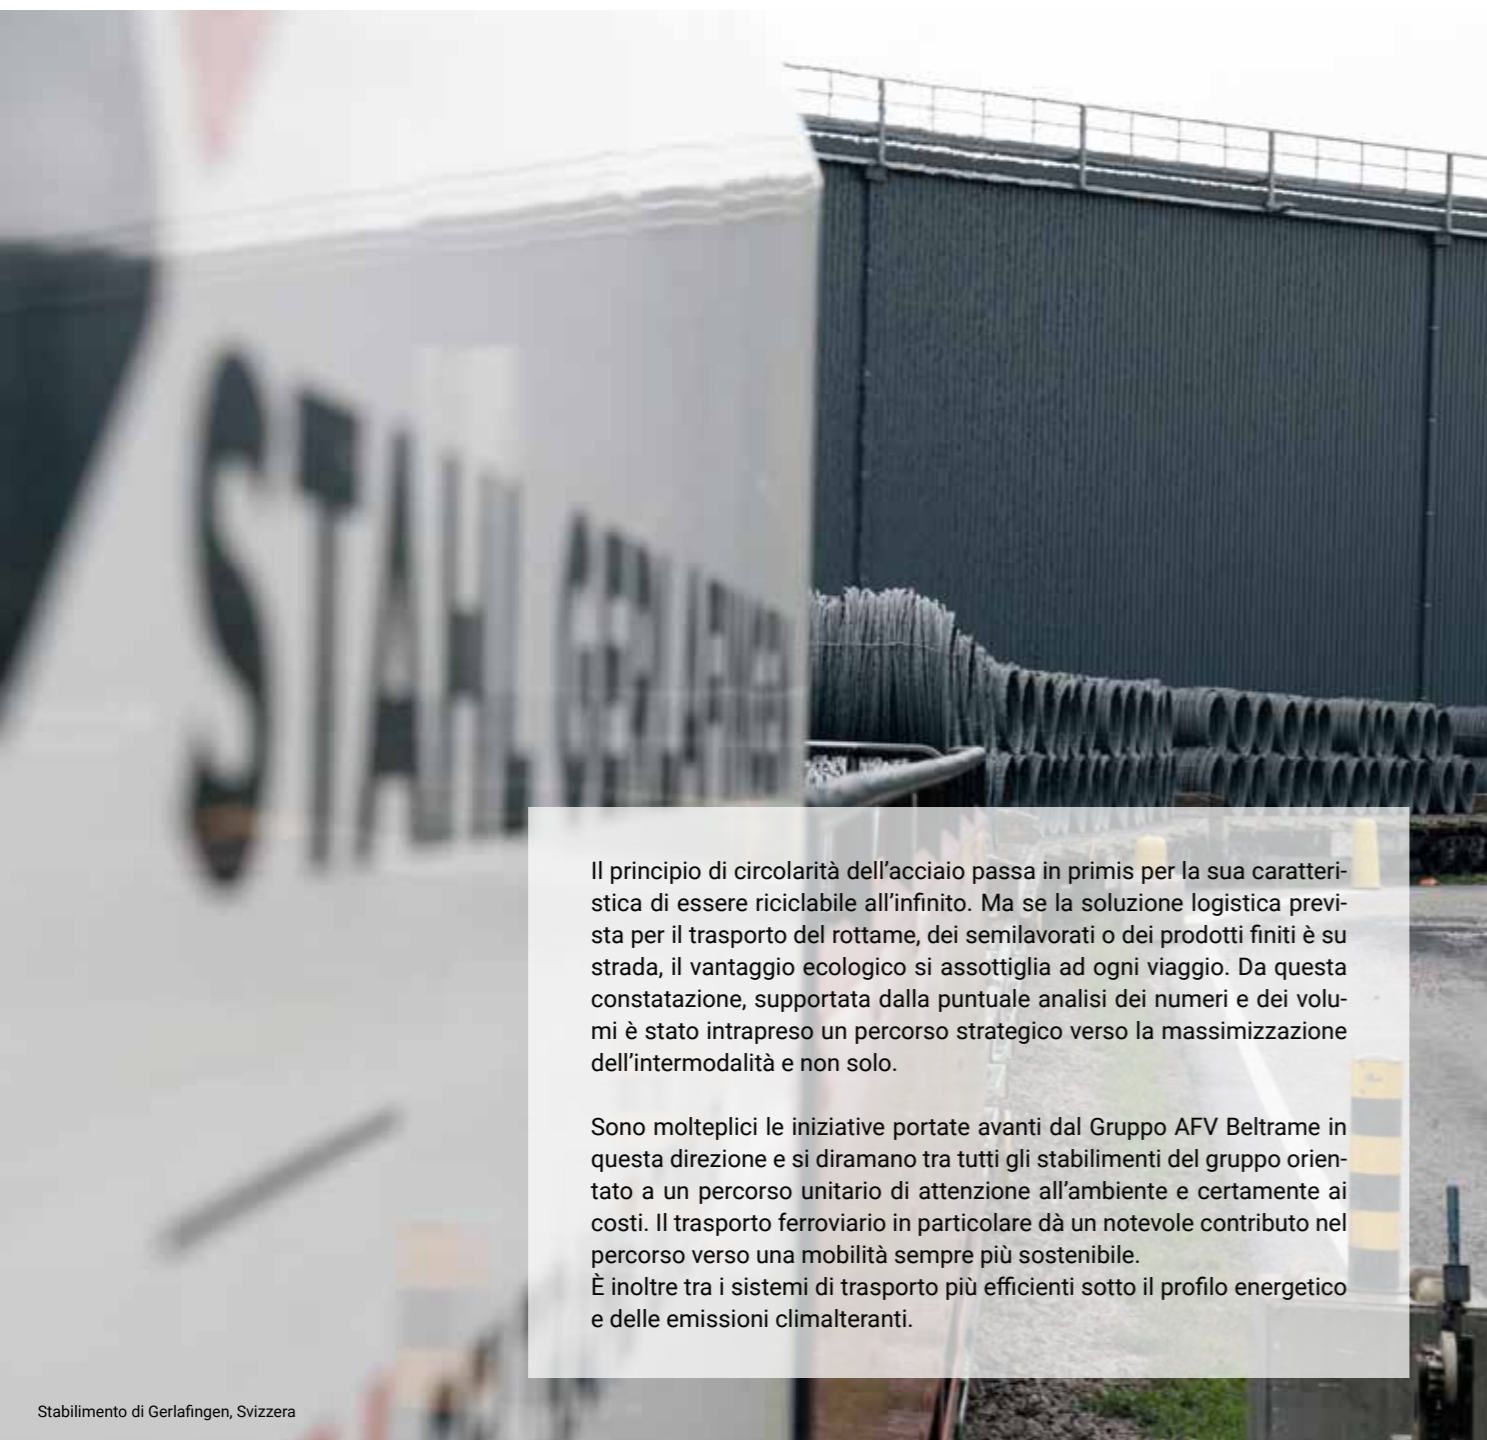 STAHL GERLAFINGEN
Il principio di circolarità dell’acciaio passa in primis per la sua caratteri-
stica di essere riciclabile all’infinito. Ma se la soluzione logistica previ-
sta per il trasporto del rottame, dei semilavorati o dei prodotti finiti è su
strada, il vantaggio ecologico si assottiglia ad ogni viaggio. Da questa
constatazione, supportata dalla puntuale analisi dei numeri e dei volu-
mi è stato intrapreso un percorso strategico verso la massimizzazione
dell’intermodalità e non solo.
Sono molteplici le iniziative portate avanti dal Gruppo AFV Beltrame in
questa direzione e si diramano tra tutti gli stabilimenti del gruppo orien-
tato a un percorso unitario di attenzione all’ambiente e certamente ai
costi. Il trasporto ferroviario in particolare dà un notevole contributo nel
percorso verso una mobilità sempre più sostenibile.
È inoltre tra i sistemi di trasporto più efficienti sotto il profilo energetico
e delle emissioni climalteranti.
Stabilimento di Gerlafingen, Svizzera